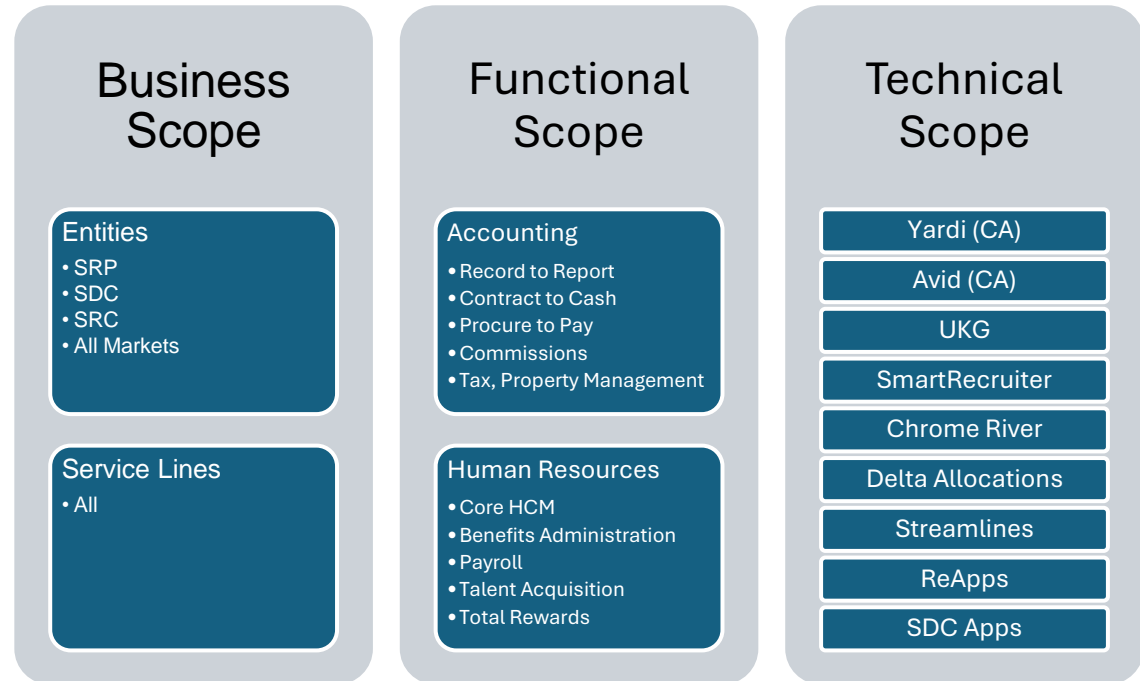 Business
Scope
Entities
• SRP
• SDC
• SRC
• All Markets
Service Lines
• All
Functional
Scope
Accounting
• Record to Report
• Contract to Cash
• Procure to Pay
• Commissions
• Tax, Property Management
Human Resources
• Core HCM
• Benefits Administration
• Payroll
• Talent Acquisition
• Total Rewards
Technical
Scope
Yardi (CA)
Avid (CA)
UKG
SmartRecruiter
Chrome River
Delta Allocations
Streamlines
ReApps
SDC Apps